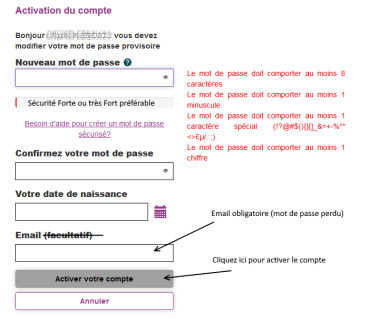 Activation du compte
Bonjour vous devez
modifier votre mot de passe provisoire
Nouveau mot de passe ?
Le mot de passe doit comporter au moins 8
caractères
Le mot de passe doit comporter au moins 1
minuscule
Le mot de passe doit comporter au moins 1
caractère spécial
Le mot de passe doit comporter au moins 1
chiffre
Sécurité Forte ou très Fort préférable
Besoin d'aide pour créer un mot de passe
sécurisé?
Confirmez votre mot de passe
Votre date de naissance
Email obligatoire (mot de passe perdu)
Email (facultatif)
Cliquez ici pour activer le compte
Activer votre compte
Annuler